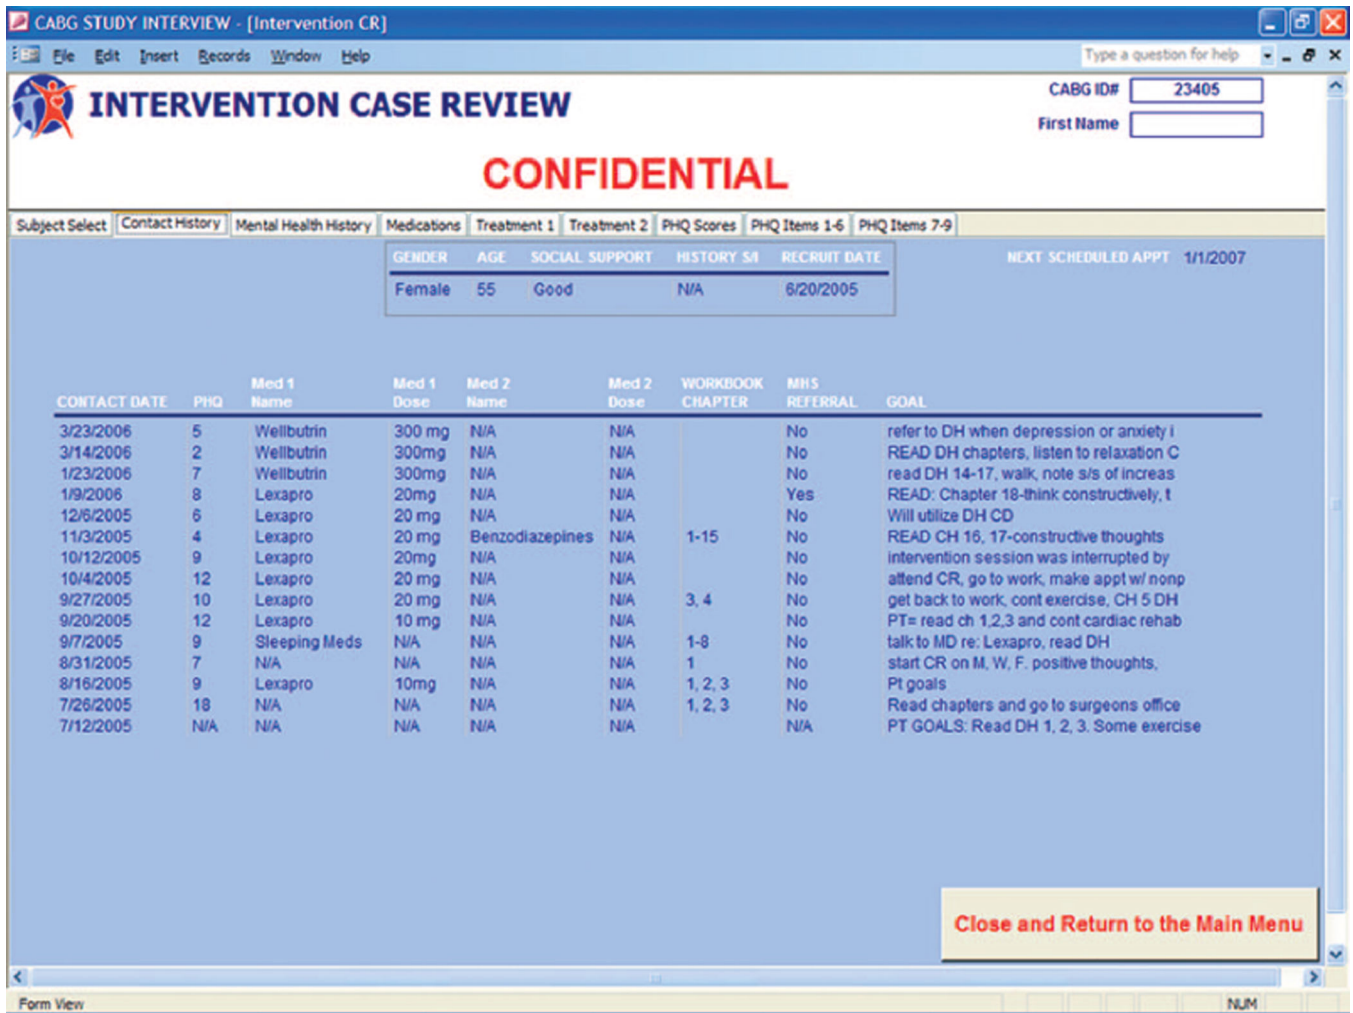 CABG STUDY INTERVIEW - [Intervention CR]
File Edit Insert Records Window Help Type a question for help
INTERVENTION CASE REVIEW
CABG ID# 23405
First Name
CONFIDENTIAL
Subject Select Contact History Mental Health History Medications Treatment 1 Treatment 2 PHQ Scores PHQ Items 1-6 PHQ Items 7-9
GENDER AGE SOCIAL SUPPORT HISTORY S/I RECRUIT DATE NEXT SCHEDULED APPT 1/1/2007
Female 55 Good N/A 6/20/2005
Med 1 Med 1 Med 2 Med 2 WORKBOOK MHS
CONTACT DATE PHQ Name Dose Name Dose CHAPTER REFERRAL GOAL
3/23/2006 5 Wellbutrin 300 mg N/A N/A No refer to DH when depression or anxiety i
3/14/2006 2 Wellbutrin 300mg N/A N/A No READ DH chapters, listen to relaxation C
1/23/2006 7 Wellbutrin 300mg N/A N/A No read DH 14-17, walk, note s/s of increas
1/9/2006 8 Lexapro 20mg N/A N/A Yes READ: Chapter 18-think constructively, t
12/6/2005 6 Lexapro 20 mg N/A N/A No Will utilize DH CD
11/3/2005 4 Lexapro 20 mg Benzodiazepines N/A 1-15 No READ CH 16, 17-constructive thoughts
10/12/2005 9 Lexapro 20mg N/A N/A No intervention session was interrupted by
10/4/2005 12 Lexapro 20 mg N/A N/A No attend CR, go to work, make appt w/ nonp
9/27/2005 10 Lexapro 20 mg N/A N/A 3, 4 No get back to work, cont exercise, CH 5 DH
9/20/2005 12 Lexapro 10 mg N/A N/A No PT= read ch 1,2,3 and cont cardiac rehab
9/7/2005 9 Sleeping Meds N/A N/A N/A 1-8 No talk to MD re: Lexapro, read DH
8/31/2005 7 N/A N/A N/A N/A 1 No start CR on M, W, F. positive thoughts,
8/16/2005 9 Lexapro 10mg N/A N/A 1, 2, 3 No Pt goals
7/26/2005 18 N/A N/A N/A N/A 1, 2, 3 No Read chapters and go to surgeons office
7/12/2005 N/A N/A N/A N/A N/A N/A PT GOALS: Read DH 1, 2, 3. Some exercise
Close and Return to the Main Menu
Form View NUM